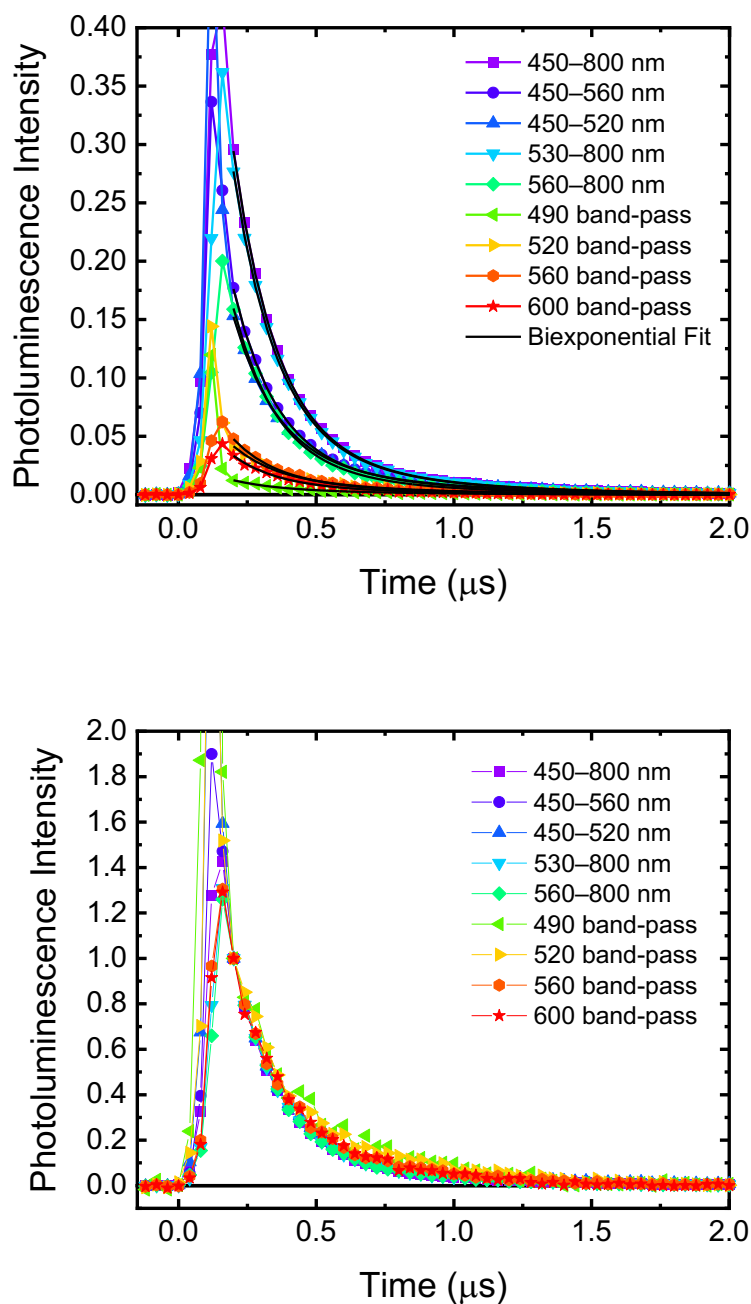 Photoluminescence Intensity
0.40
0.35
0.30
0.25
0.20
0.15
0.10
0.05
0.00
450–800 nm
450–560 nm
450–520 nm
530–800 nm
560–800 nm
490 band-pass
520 band-pass
560 band-pass
600 band-pass
Biexponential Fit
0.0 0.5 1.0 1.5 2.0
Time (μs)
Photoluminescence Intensity
2.0
1.8
1.6
1.4
1.2
1.0
0.8
0.6
0.4
0.2
0.0
450–800 nm
450–560 nm
450–520 nm
530–800 nm
560–800 nm
490 band-pass
520 band-pass
560 band-pass
600 band-pass
0.0 0.5 1.0 1.5 2.0
Time (μs)